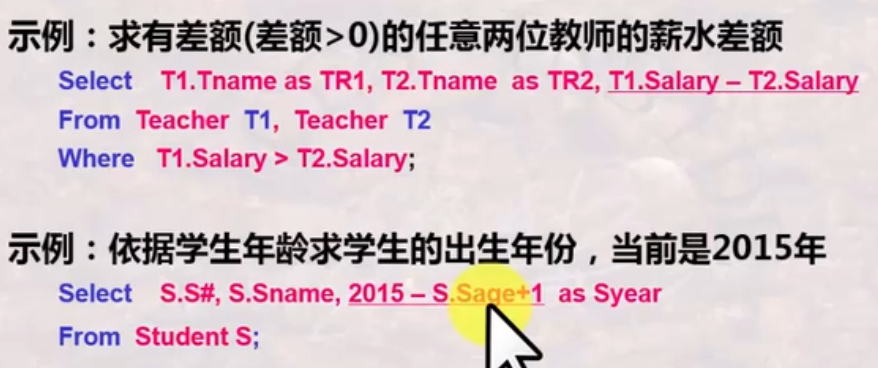 示例：求有差额(差额>0)的任意两位教师的薪水差额
Select T1.Tname as TR1, T2.Tname as TR2, T1.Salary – T2.Salary
From Teacher T1, Teacher T2
Where T1.Salary > T2.Salary;
示例：依据学生年龄求学生的出生年份，当前是2015年
Select S.S#, S.Sname, 2015 – S.Sage+1 as Syear
From Student S;